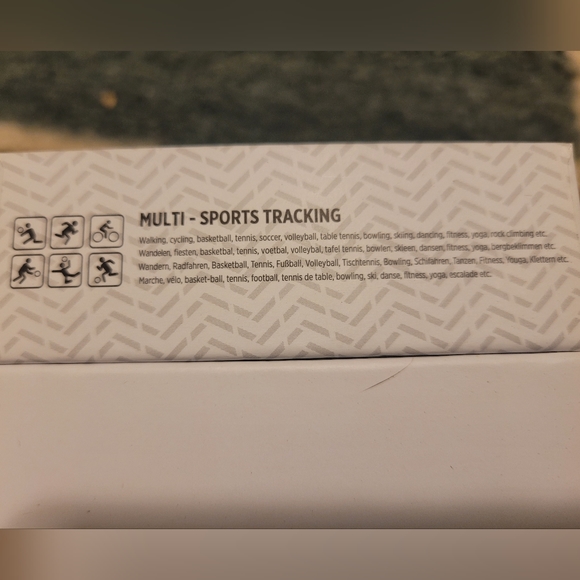 MULTI - SPORTS TRACKING
Walking, cycling, basketball, tennis, soccer, volleyball, table tennis, bowling, skiing, dancing, fitness, yoga, rock climbing etc.
Wandelen, fiesten, basketbal, tennis, voetbal, volleybal, tafel tennis, bowlen, skieen, dansen, fitness, yoga, bergbeklimmen etc.
Wandern, Radfahren, Basketball, Tennis, Fußball, Volleyball, Tischtennis, Bowling, Schifahren, Tanzen, Fitness, Yooga, Klettern etc.
Marche, vélo, basket-ball, tennis, football, tennis de table, bowling, ski, danse, fitness, yoga, escalade etc.